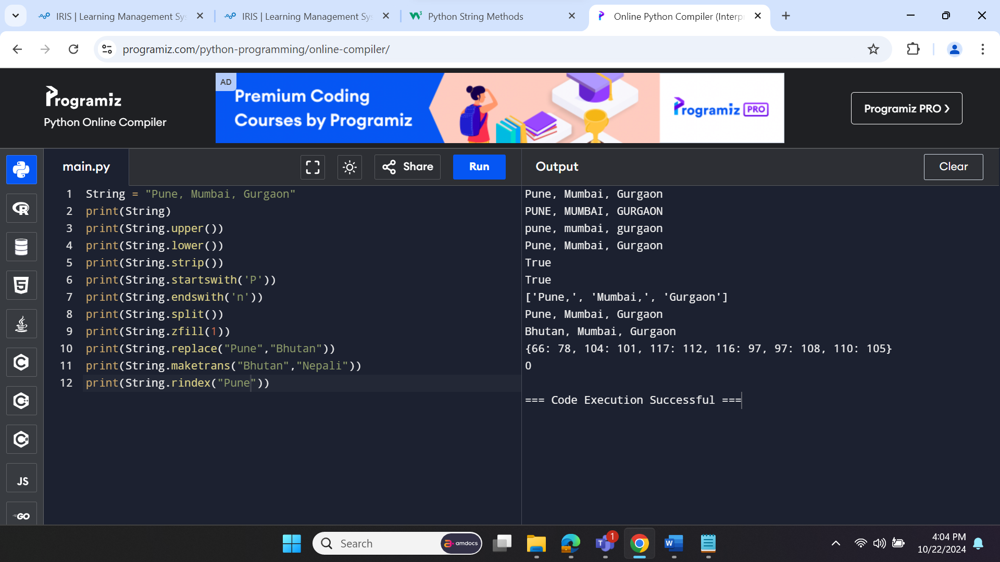 IRIS | Learning Management Sys
IRIS | Learning Management Sys
W3
Python String Methods
Online Python Compiler (Interp
programiz.com/python-programming/online-compiler/
Programiz
Python Online Compiler
AD
Premium Coding
Courses by Programiz
Programiz PRO
Programiz PRO ❯
main.py
Share
Run
Output
Clear
1 String = "Pune, Mumbai, Gurgaon"
2 print(String)
3 print(String.upper())
4 print(String.lower())
5 print(String.strip())
6 print(String.startswith('P'))
7 print(String.endswith('n'))
8 print(String.split())
9 print(String.zfill(1))
10 print(String.replace("Pune","Bhutan"))
11 print(String.maketrans("Bhutan","Nepali"))
12 print(String.rindex("Pune"))
Pune, Mumbai, Gurgaon
PUNE, MUMBAI, GURGAON
pune, mumbai, gurgaon
Pune, Mumbai, Gurgaon
True
True
['Pune,', 'Mumbai,', 'Gurgaon']
Pune, Mumbai, Gurgaon
Bhutan, Mumbai, Gurgaon
{66: 78, 104: 101, 117: 112, 116: 97, 97: 108, 110: 105}
0
=== Code Execution Successful ===
R
5
C
C++
C#
JS
GO
Search
amdocs
T
1
W
4:04 PM
10/22/2024